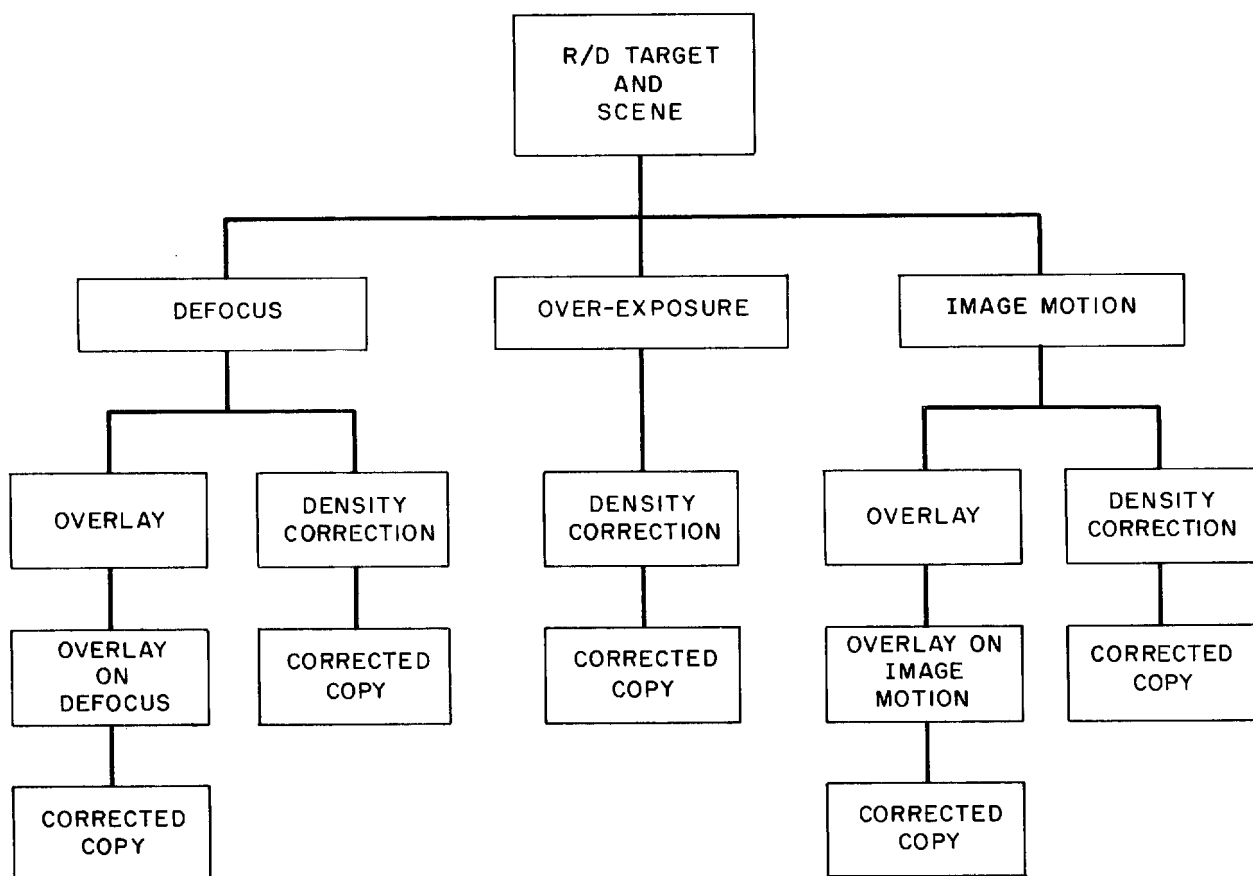 R/D TARGET
AND
SCENE
DEFOCUS
OVER-EXPOSURE
IMAGE MOTION
OVERLAY
DENSITY
CORRECTION
DENSITY
CORRECTION
OVERLAY
DENSITY
CORRECTION
OVERLAY
ON
DEFOCUS
CORRECTED
COPY
CORRECTED
COPY
OVERLAY ON
IMAGE
MOTION
CORRECTED
COPY
CORRECTED
COPY
CORRECTED
COPY